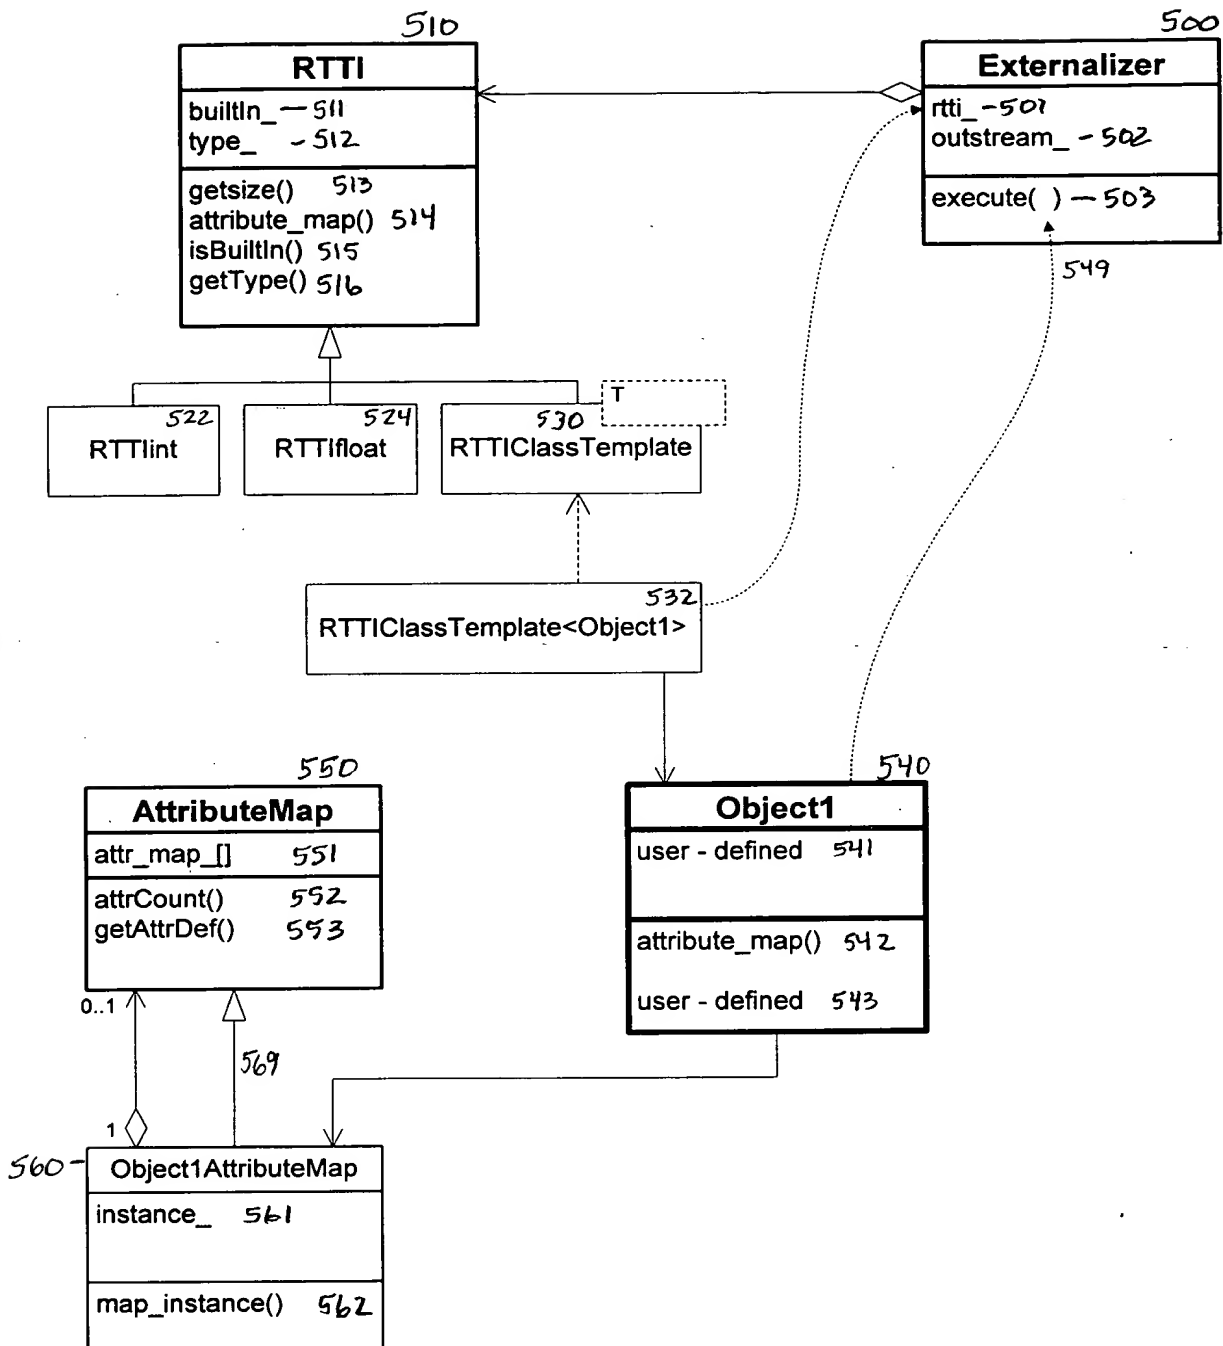 510
RTTI
builtIn_ — 511
type_ - 512
getsize() 513
attribute_map() 514
isBuiltIn() 515
getType() 516
500
Externalizer
rtti_ - 501
outstream_ - 502
execute( ) — 503
549
522
RTTIint
524
RTTIfloat
T
530
RTTIClassTemplate
532
RTTIClassTemplate<Object1>
550
AttributeMap
attr_map_[] 551
attrCount() 552
getAttrDef() 553
540
Object1
user - defined 541
attribute_map() 542
user - defined 543
0..1
569
1
560 -
Object1AttributeMap
instance_ 561
map_instance() 562